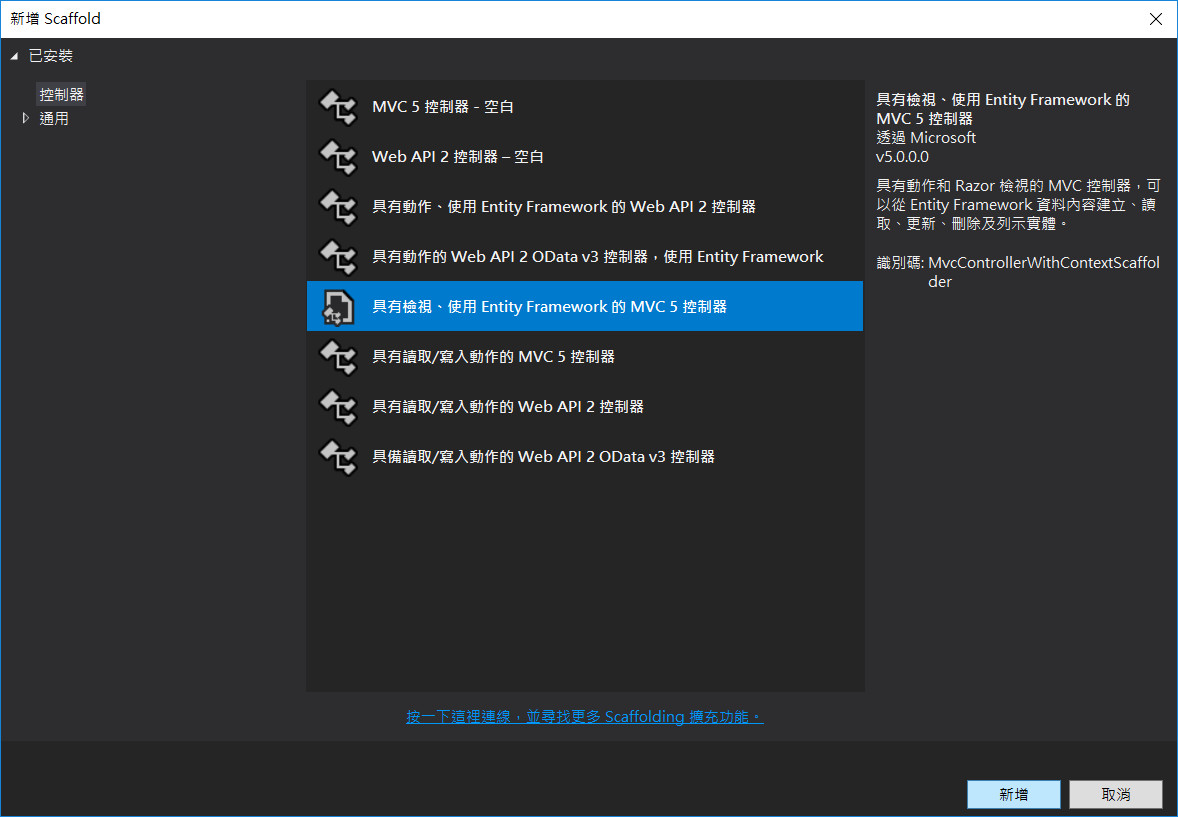 新增 Scaffold
已安裝
控制器
通用
MVC 5 控制器 - 空白
Web API 2 控制器 – 空白
具有動作、使用 Entity Framework 的 Web API 2 控制器
具有動作的 Web API 2 OData v3 控制器，使用 Entity Framework
具有檢視、使用 Entity Framework 的 MVC 5 控制器
具有讀取/寫入動作的 MVC 5 控制器
具有讀取/寫入動作的 Web API 2 控制器
具備讀取/寫入動作的 Web API 2 OData v3 控制器
具有檢視、使用 Entity Framework 的
MVC 5 控制器
透過 Microsoft
v5.0.0.0
具有動作和 Razor 檢視的 MVC 控制器，可
以從 Entity Framework 資料內容建立、讀
取、更新、刪除及列示實體。
識別碼: MvcControllerWithContextScaffol
der
按一下這裡連線，並尋找更多 Scaffolding 擴充功能。
新增
取消